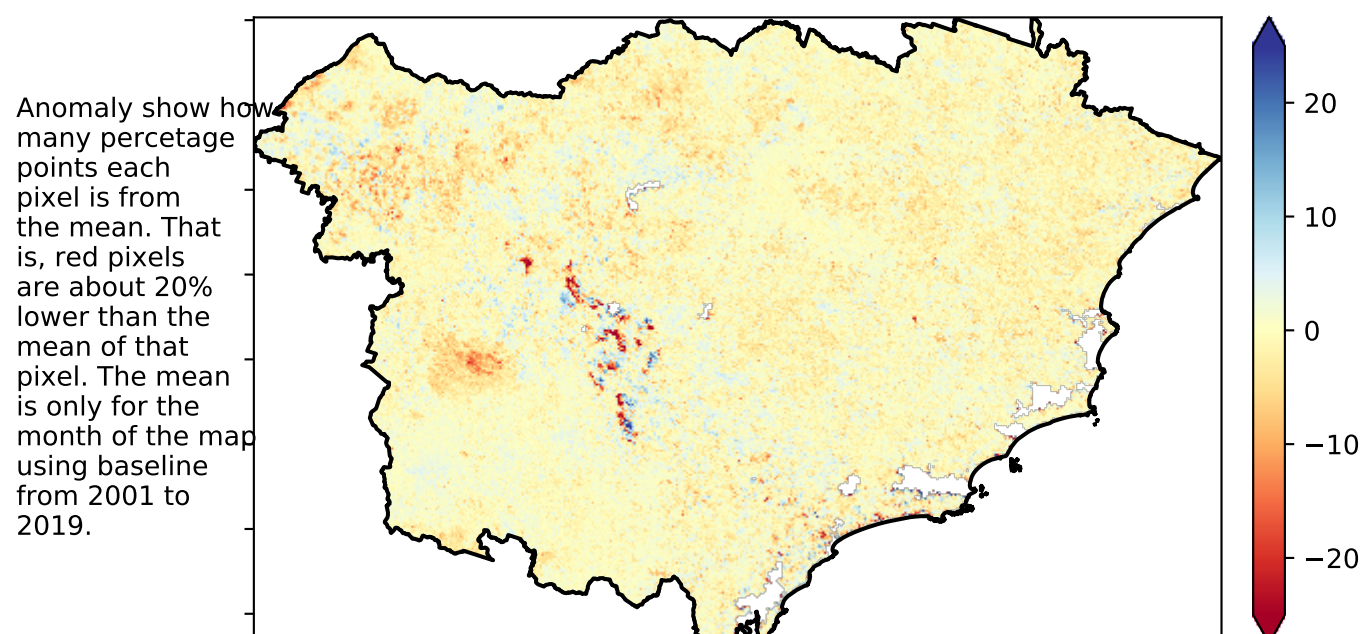 Anomaly show how
many percetage
points each
pixel is from
the mean. That
is, red pixels
are about 20%
lower than the
mean of that
pixel. The mean
is only for the
month of the map
using baseline
from 2001 to
2019.
20
10
0
−10
−20